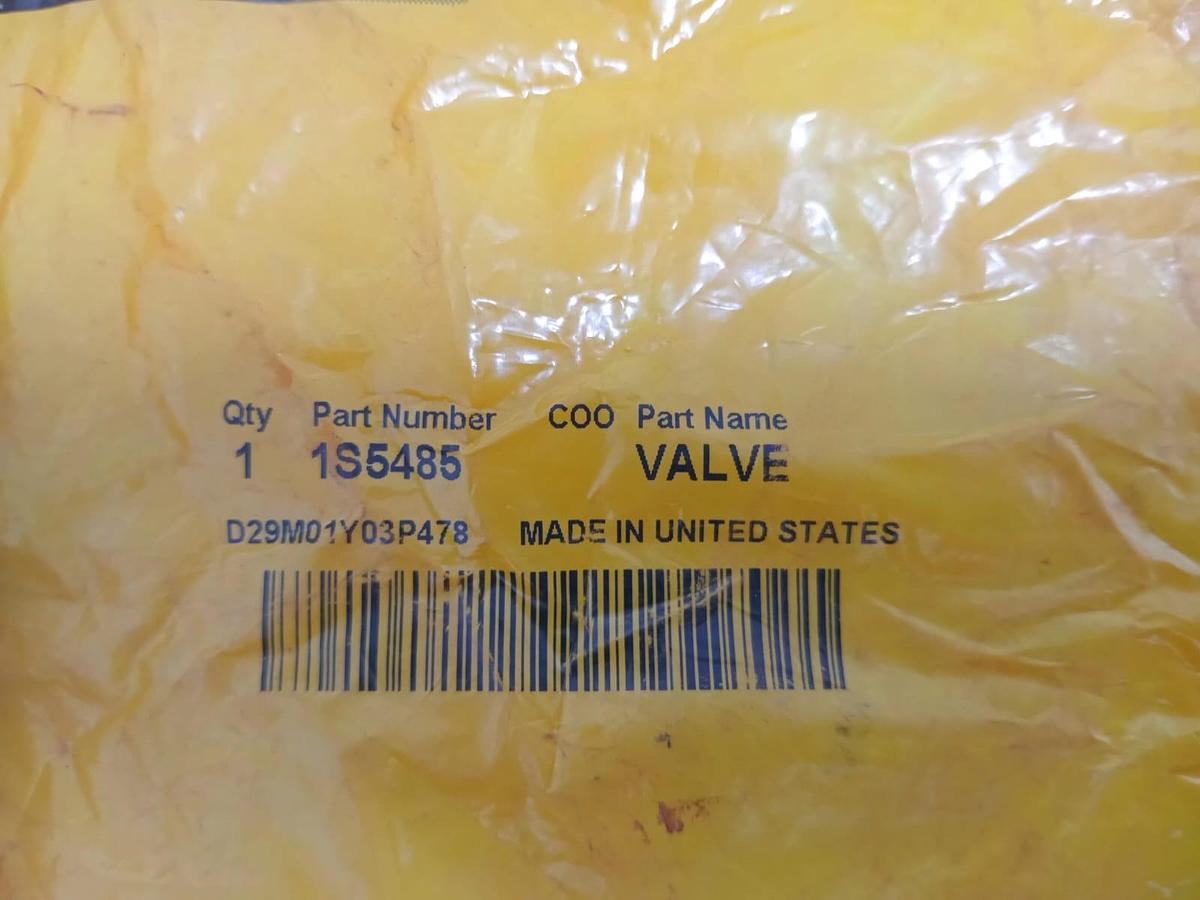 Qty Part Number COO Part Name
1 1S5485 VALVE
D29M01Y03P478 MADE IN UNITED STATES